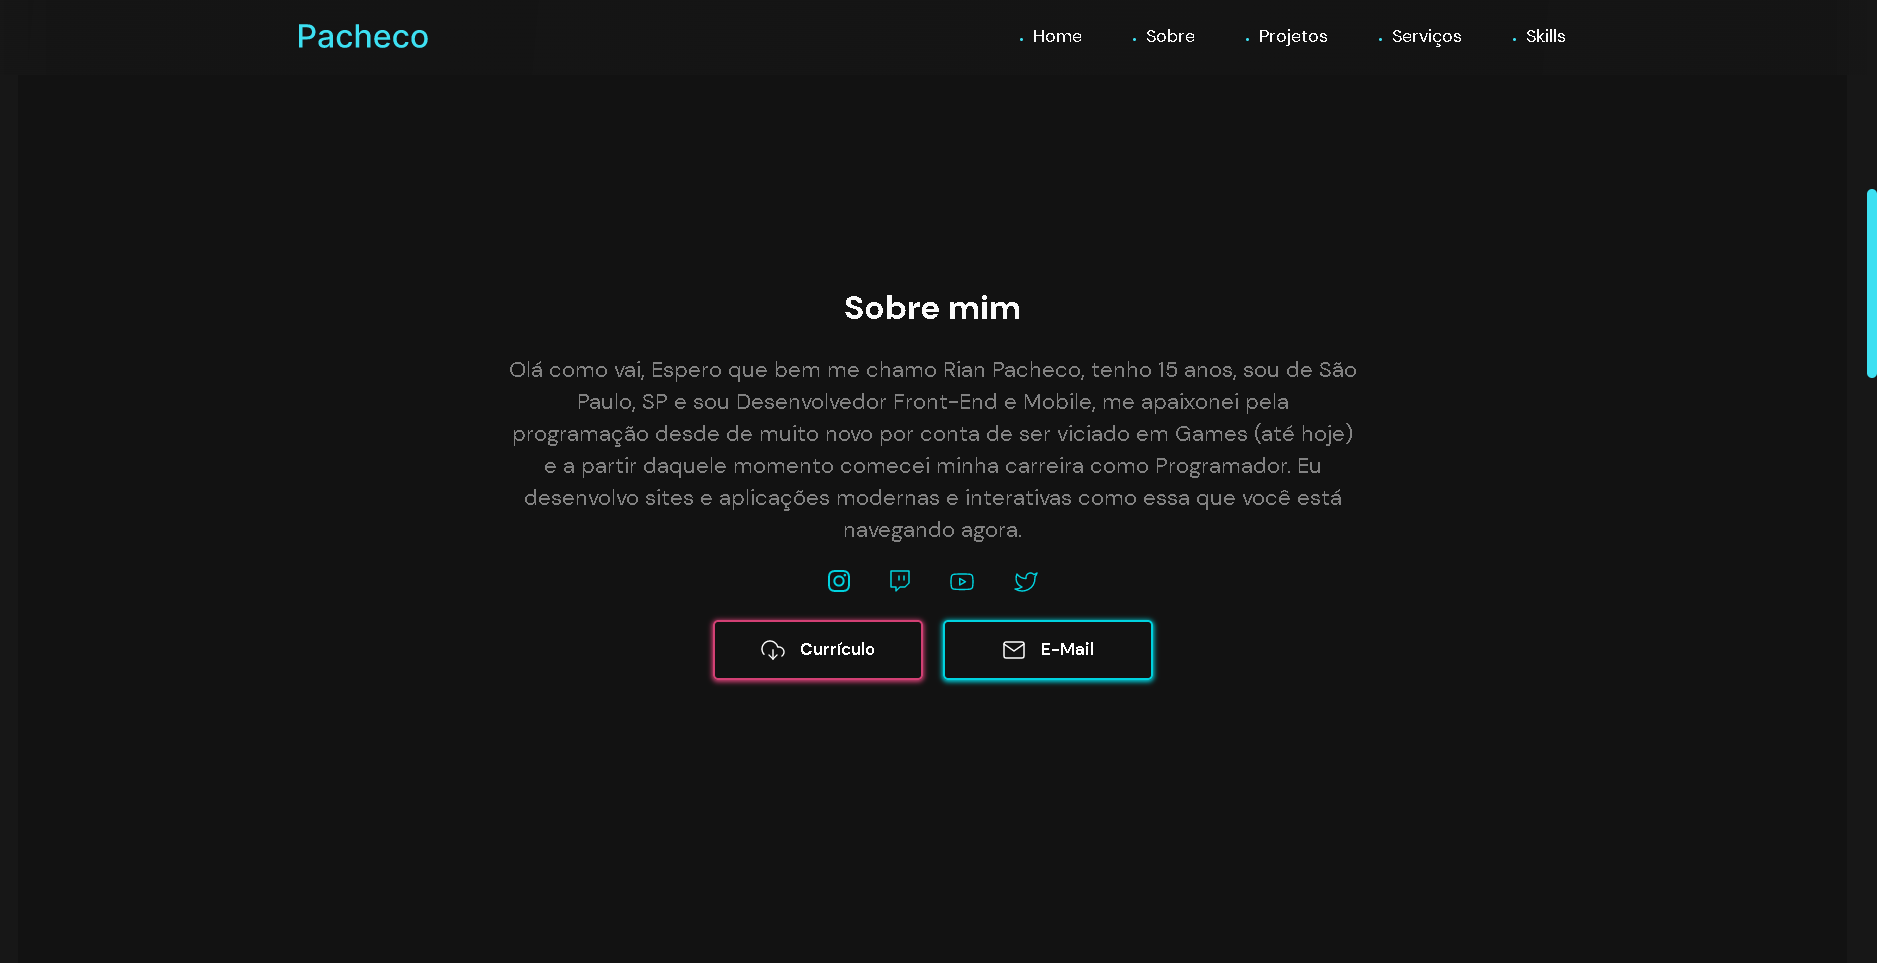 Pacheco
Home
Sobre
Projetos
Serviços
Skills
Sobre mim
Olá como vai, Espero que bem me chamo Rian Pacheco, tenho 15 anos, sou de São
Paulo, SP e sou Desenvolvedor Front-End e Mobile, me apaixonei pela
programação desde de muito novo por conta de ser viciado em Games (até hoje)
e a partir daquele momento comecei minha carreira como Programador. Eu
desenvolvo sites e aplicações modernas e interativas como essa que você está
navegando agora.
Currículo
E-Mail